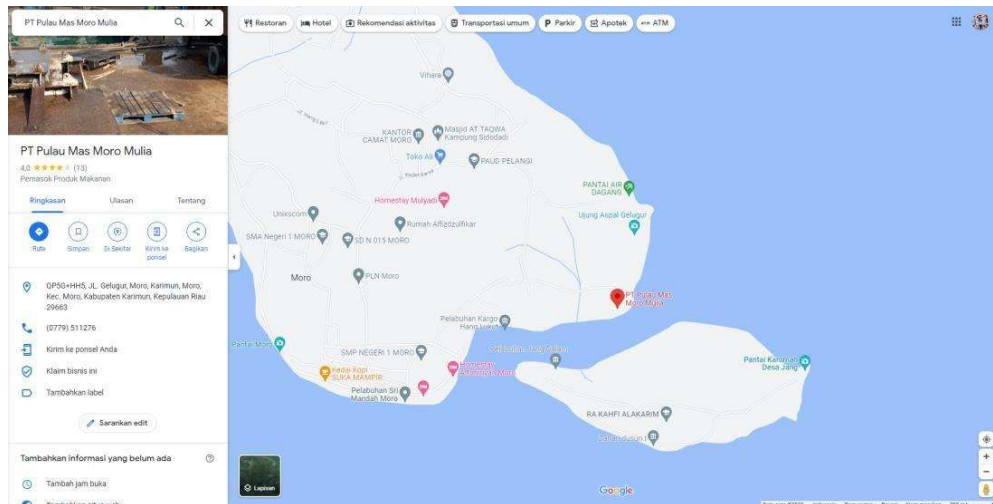 PT Pulau Mas Moro Mulia
PT Pulau Mas Moro Mulia
4,0 (13)
Pemasok Produk Makanan
Ringkasan
Ulasan
Tentang
Rute
Simpan
Di Sekitar
Kirim ke ponsel
Bagikan
QP5G+HH5, JL. Gelugur, Moro, Karimun, Moro,
Kec. Moro, Kabupaten Karimun, Kepulauan Riau
29663
(0779) 511276
Kirim ke ponsel Anda
Klaim bisnis ini
Tambahkan label
Sarankan edit
Tambahkan informasi yang belum ada
Tambah jam buka
Restoran
Hotel
Rekomendasi aktivitas
Transportasi umum
P Parkir
Apotek
ATM
Vihara
KANTOR
CAMAT MORO
Masjid AT TAQWA
Kampung Sidodadi
Toko Ali
PAUD PELANGI
PANTAI AIR
DAGANG
Homestay Mulyadi
Ujung Aspal Gelugur
Unikscom
Rumah Alfizdzulfikar
SMA Negeri 1 MORO
SD N 015 MORO
Moro
PLN Moro
PT Pulau Mas
Moro Mulia
Pelabuhan Kargo
Pantai Moro
SMP NEGERI 1 MORO
Homestay
Kedai Kopi
SUKA MAMPIR
Pelabuhan Sri
Mandah Moro
Pantai Karomah
Desa Jang
RA KAHFI ALAKARIM
Lapisan
Google